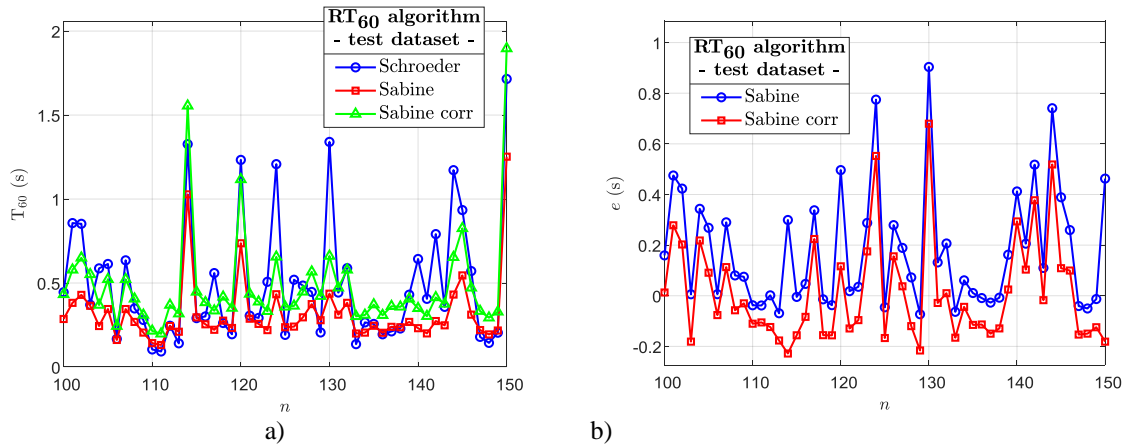 RT60 algorithm
- test dataset -
Schroeder
Sabine
Sabine corr
2
1.5
1
0.5
0
T60 (s)
100
110
120
130
140
150
n
a)
RT60 algorithm
- test dataset -
Sabine
Sabine corr
1
0.8
0.6
0.4
0.2
0
-0.2
e (s)
100
110
120
130
140
150
n
b)